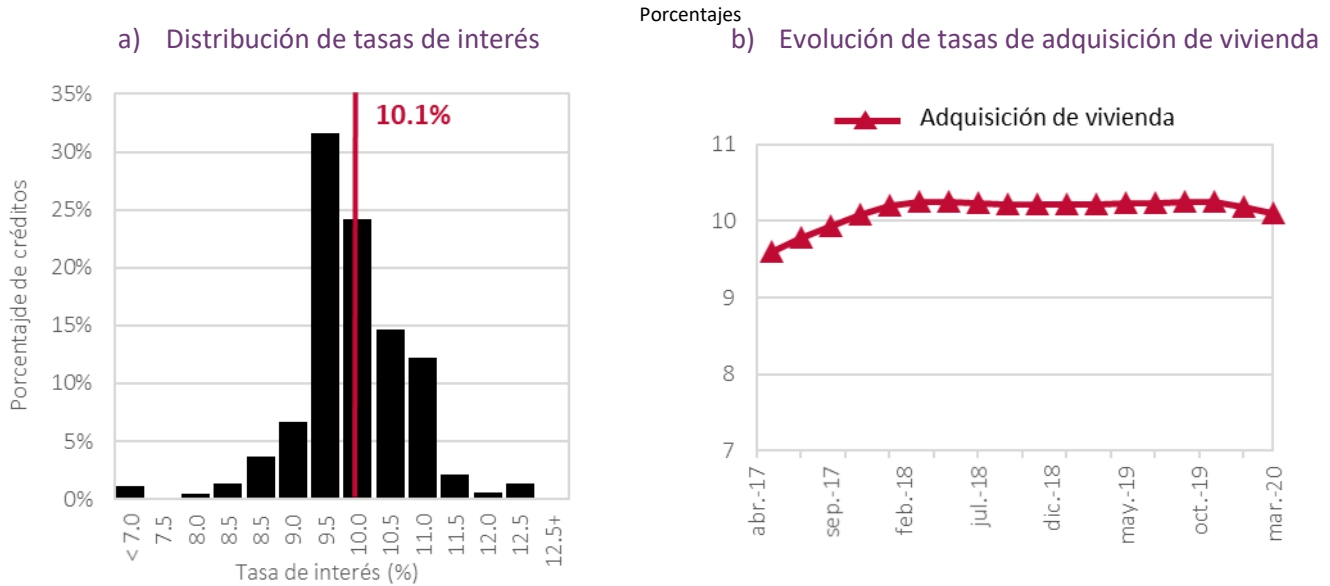 Porcentajes
a) Distribución de tasas de interés
b) Evolución de tasas de adquisición de vivienda
35%
30%
25%
20%
15%
10%
5%
0%
Porcentajde de créditos
10.1%
< 7.0
7.5
8.0
8.5
8.5
9.0
9.5
10.0
10.5
11.0
11.5
12.0
12.5
12.5+
Tasa de interés (%)
Adquisición de vivienda
11
10
9
8
7
abr.-17
sep.-17
feb.-18
jul.-18
dic.-18
may.-19
oct.-19
mar.-20